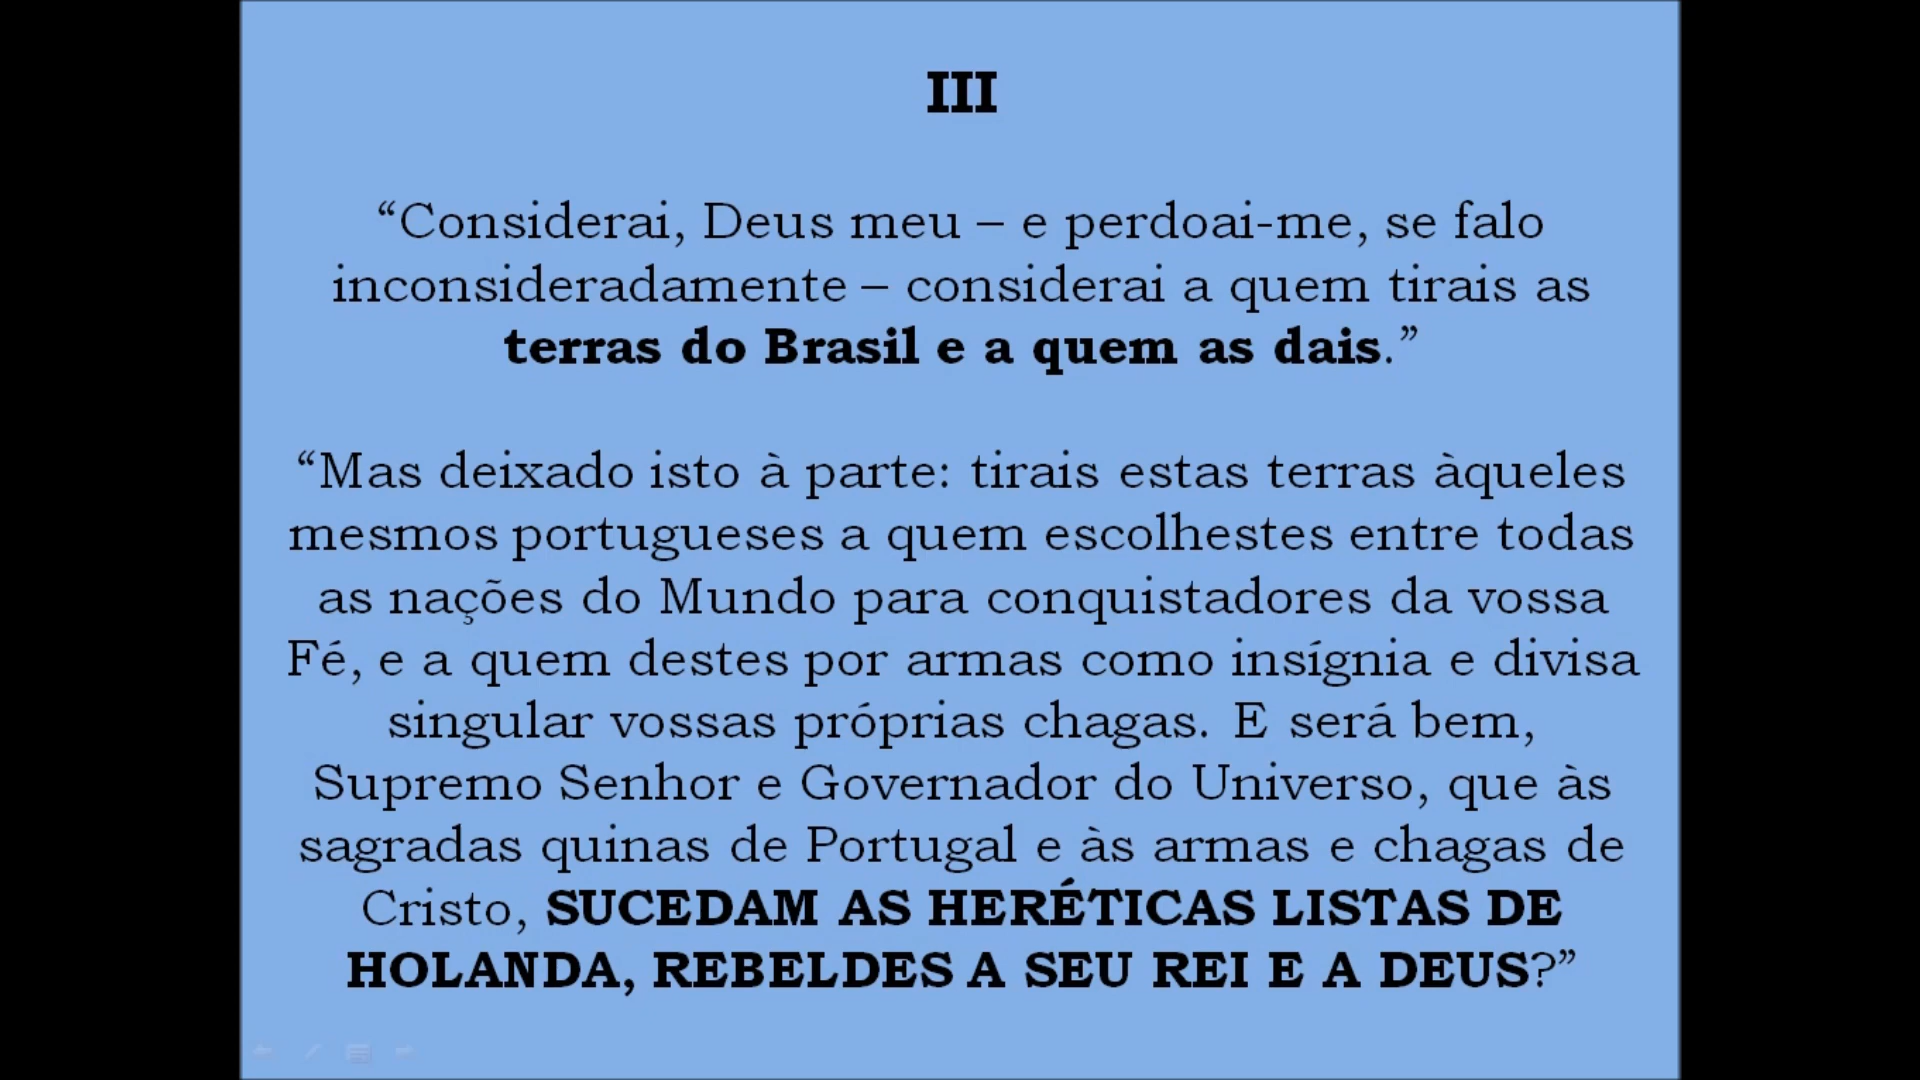 III
“Considerai, Deus meu – e perdoai-me, se falo
inconsideradamente – considerai a quem tirais as
terras do Brasil e a quem as dais.”
“Mas deixado isto à parte: tirais estas terras àqueles
mesmos portugueses a quem escolhestes entre todas
as nações do Mundo para conquistadores da vossa
Fé, e a quem destes por armas como insígnia e divisa
singular vossas próprias chagas. E será bem,
Supremo Senhor e Governador do Universo, que às
sagradas quinas de Portugal e às armas e chagas de
Cristo, SUCEDAM AS HERÉTICAS LISTAS DE
HOLANDA, REBELDES A SEU REI E A DEUS?”